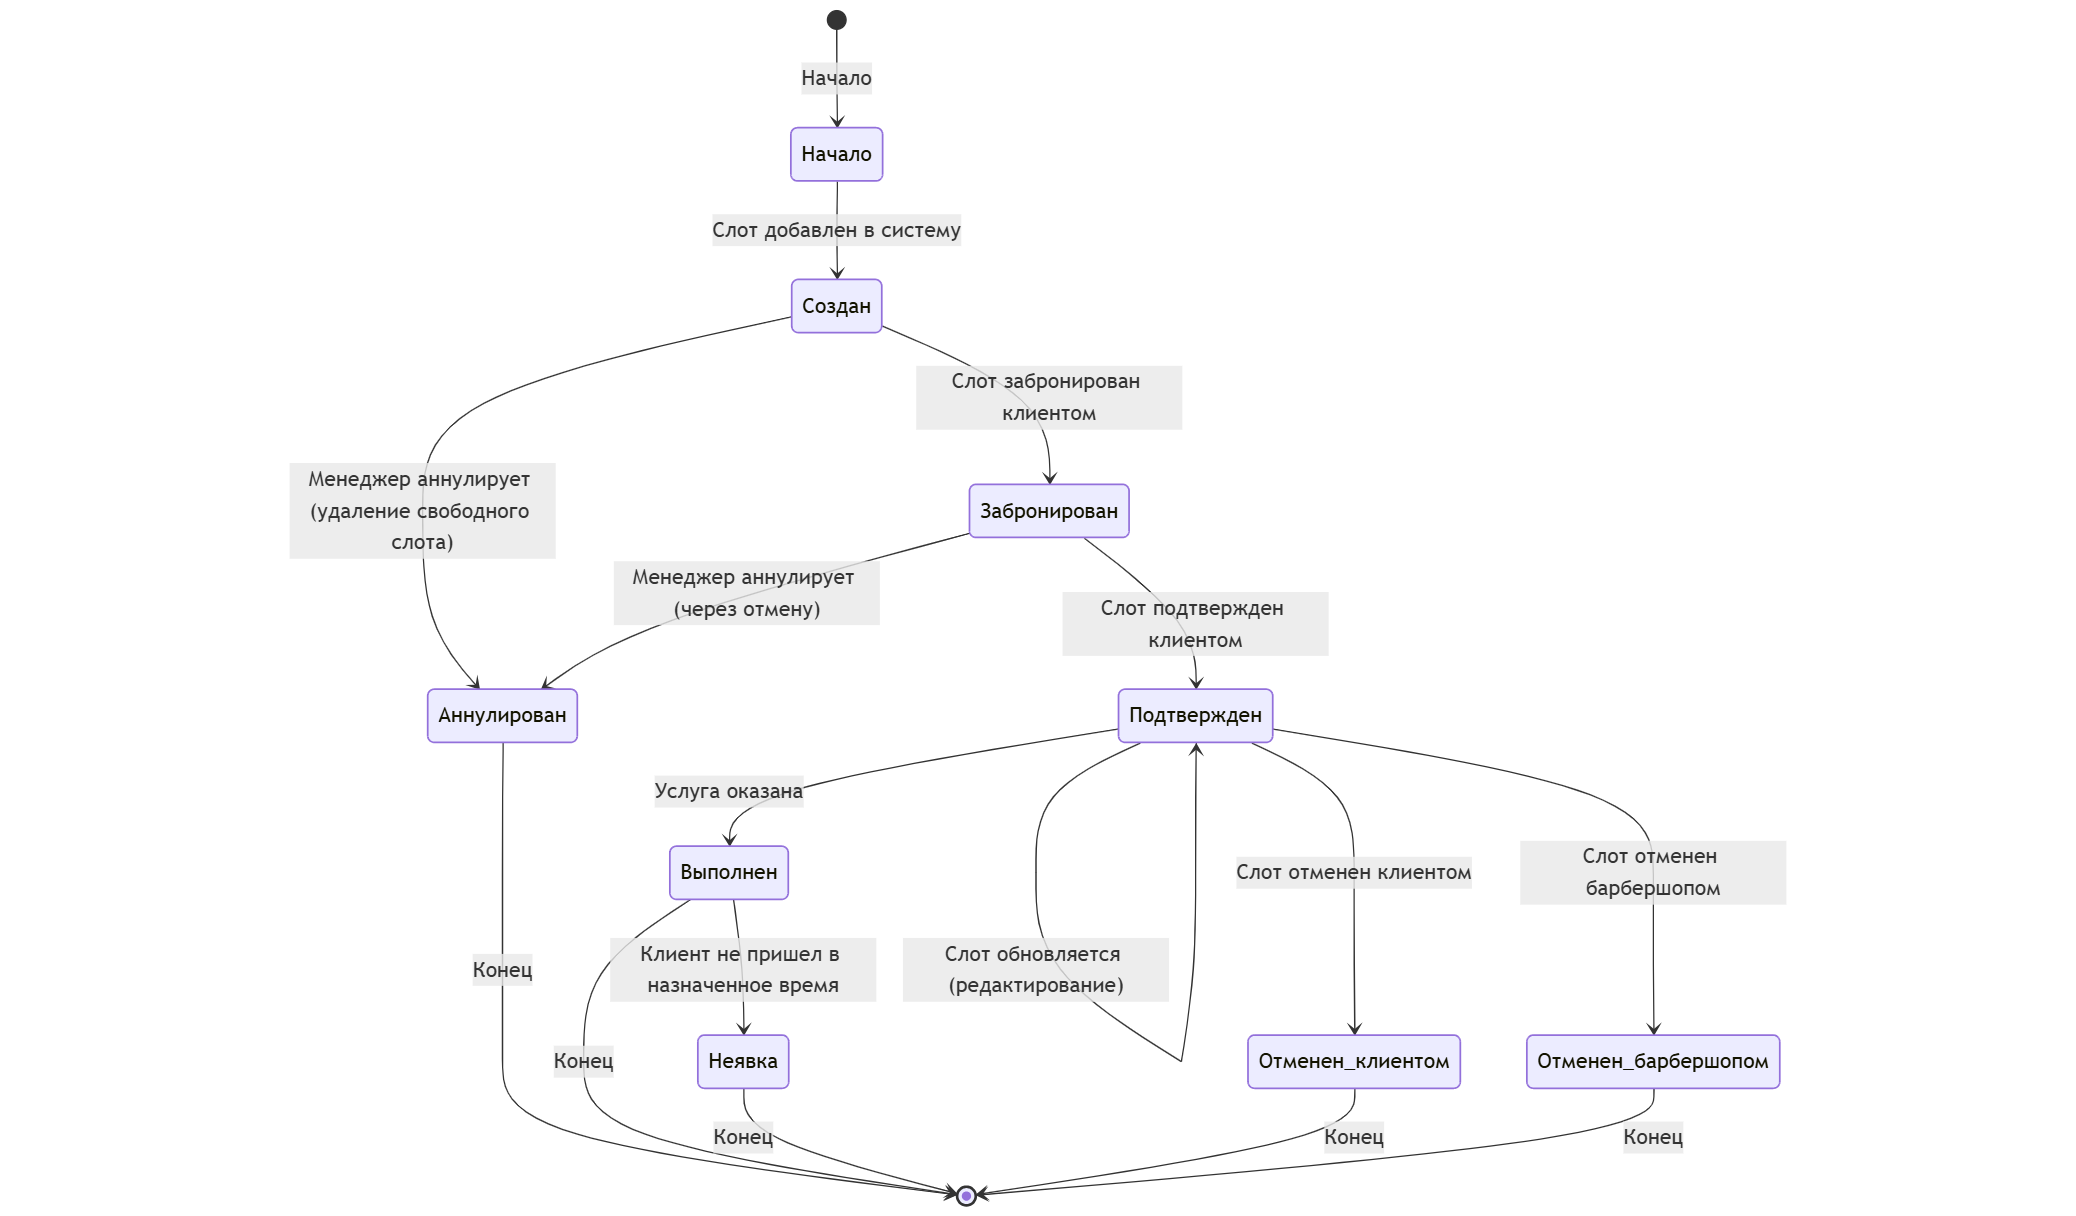 Начало
Начало
Слот добавлен в систему
Создан
Слот забронирован
клиентом
Менеджер аннулирует
(удаление свободного
слота)
Забронирован
Менеджер аннулирует
(через отмену)
Слот подтвержден
клиентом
Аннулирован
Подтвержден
Услуга оказана
Выполнен
Слот отменен клиентом
Слот отменен
барбершопом
Конец
Клиент не пришел в
назначенное время
Слот обновляется
(редактирование)
Конец
Неявка
Отменен_клиентом
Отменен_барбершопом
Конец
Конец
Конец